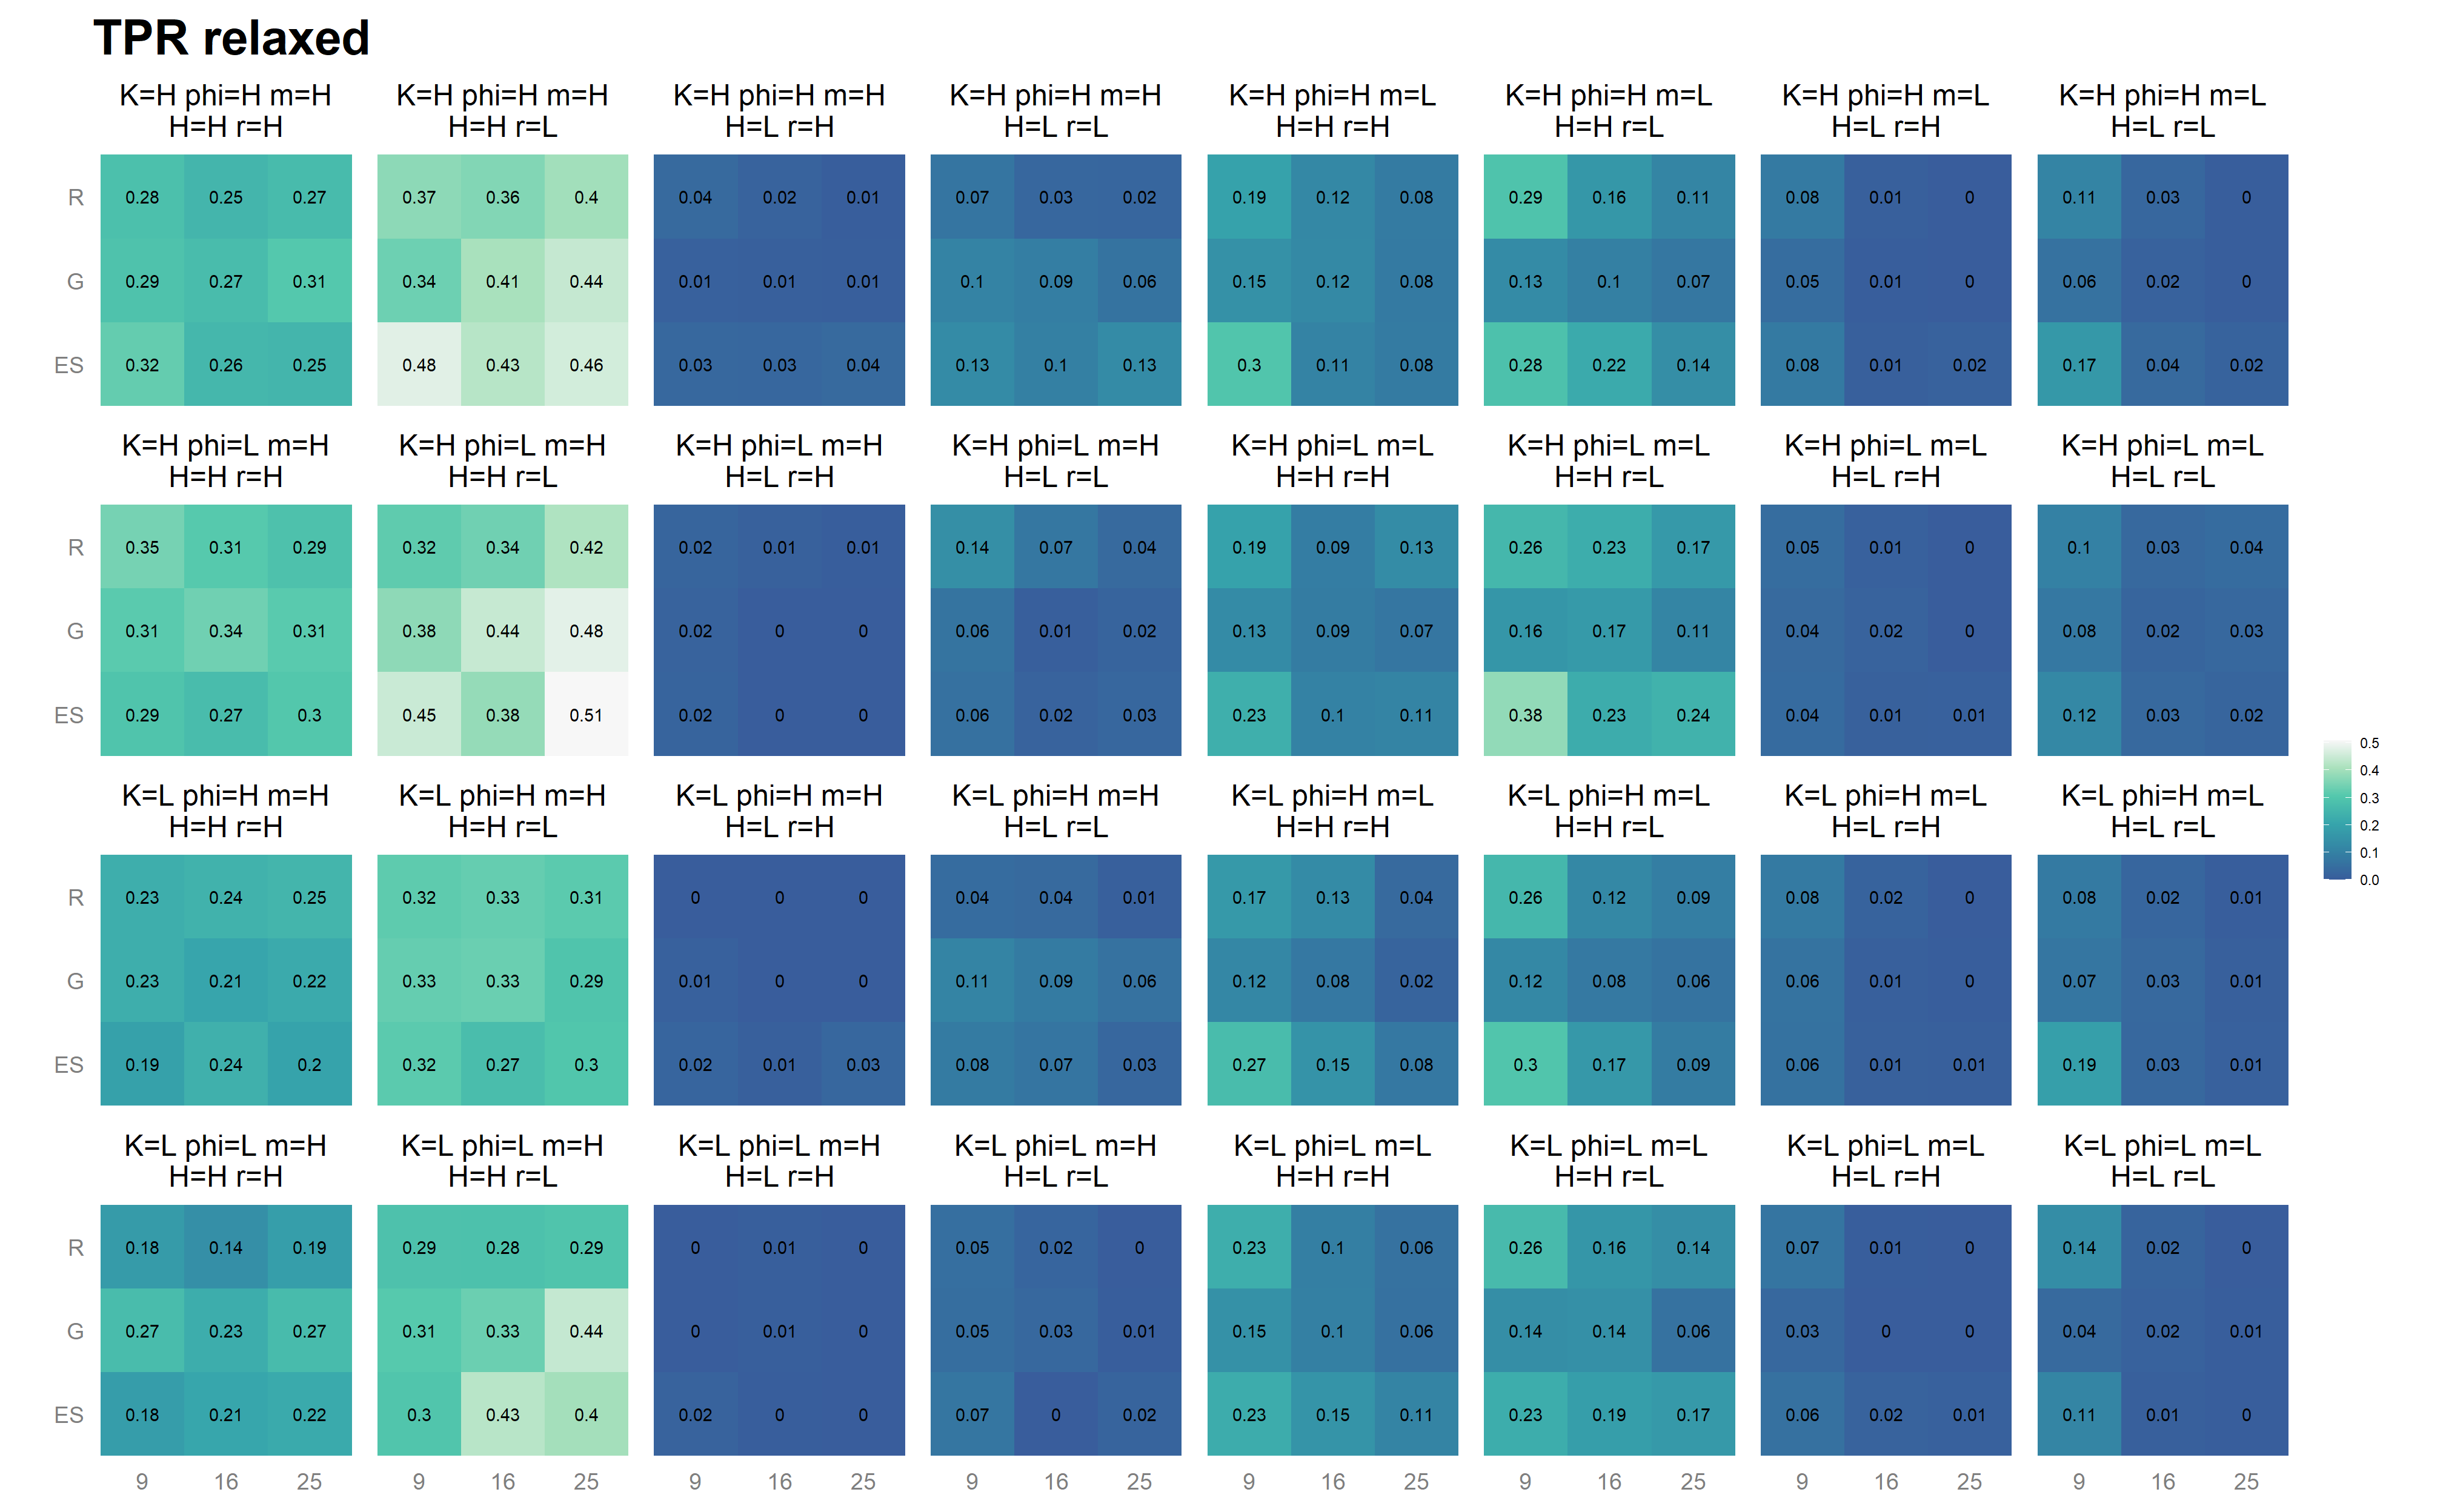 TPR relaxed
K=H phi=H m=H K=H phi=H m=H K=H phi=H m=H K=H phi=H m=H K=H phi=H m=L K=H phi=H m=L K=H phi=H m=L K=H phi=H m=L
H=H r=H H=H r=L H=L r=H H=L r=L H=H r=H H=H r=L H=L r=H H=L r=L
R 0.28 0.25 0.27 0.37 0.36 0.4 0.04 0.02 0.01 0.07 0.03 0.02 0.19 0.12 0.08 0.29 0.16 0.11 0.08 0.01 0 0.11 0.03 0
G 0.29 0.27 0.31 0.34 0.41 0.44 0.01 0.01 0.01 0.1 0.09 0.06 0.15 0.12 0.08 0.13 0.1 0.07 0.05 0.01 0 0.06 0.02 0
ES 0.32 0.26 0.25 0.48 0.43 0.46 0.03 0.03 0.04 0.13 0.1 0.13 0.3 0.11 0.08 0.28 0.22 0.14 0.08 0.01 0.02 0.17 0.04 0.02
K=H phi=L m=H K=H phi=L m=H K=H phi=L m=H K=H phi=L m=H K=H phi=L m=L K=H phi=L m=L K=H phi=L m=L K=H phi=L m=L
H=H r=H H=H r=L H=L r=H H=L r=L H=H r=H H=H r=L H=L r=H H=L r=L
R 0.35 0.31 0.29 0.32 0.34 0.42 0.02 0.01 0.01 0.14 0.07 0.04 0.19 0.09 0.13 0.26 0.23 0.17 0.05 0.01 0 0.1 0.03 0.04
G 0.31 0.34 0.31 0.38 0.44 0.48 0.02 0 0 0.06 0.01 0.02 0.13 0.09 0.07 0.16 0.17 0.11 0.04 0.02 0 0.08 0.02 0.03
ES 0.29 0.27 0.3 0.45 0.38 0.51 0.02 0 0 0.06 0.02 0.03 0.23 0.1 0.11 0.38 0.23 0.24 0.04 0.01 0.01 0.12 0.03 0.02
0.5
0.4
0.3
0.2
0.1
0.0
K=L phi=H m=H K=L phi=H m=H K=L phi=H m=H K=L phi=H m=H K=L phi=H m=L K=L phi=H m=L K=L phi=H m=L K=L phi=H m=L
H=H r=H H=H r=L H=L r=H H=L r=L H=H r=H H=H r=L H=L r=H H=L r=L
R 0.23 0.24 0.25 0.32 0.33 0.31 0 0 0 0.04 0.04 0.01 0.17 0.13 0.04 0.26 0.12 0.09 0.08 0.02 0 0.08 0.02 0.01
G 0.23 0.21 0.22 0.33 0.33 0.29 0.01 0 0 0.11 0.09 0.06 0.12 0.08 0.02 0.12 0.08 0.06 0.06 0.01 0 0.07 0.03 0.01
ES 0.19 0.24 0.2 0.32 0.27 0.3 0.02 0.01 0.03 0.08 0.07 0.03 0.27 0.15 0.08 0.3 0.17 0.09 0.06 0.01 0.01 0.19 0.03 0.01
K=L phi=L m=H K=L phi=L m=H K=L phi=L m=H K=L phi=L m=H K=L phi=L m=L K=L phi=L m=L K=L phi=L m=L K=L phi=L m=L
H=H r=H H=H r=L H=L r=H H=L r=L H=H r=H H=H r=L H=L r=H H=L r=L
R 0.18 0.14 0.19 0.29 0.28 0.29 0 0.01 0 0.05 0.02 0 0.23 0.1 0.06 0.26 0.16 0.14 0.07 0.01 0 0.14 0.02 0
G 0.27 0.23 0.27 0.31 0.33 0.44 0 0.01 0 0.05 0.03 0.01 0.15 0.1 0.06 0.14 0.14 0.06 0.03 0 0 0.04 0.02 0.01
ES 0.18 0.21 0.22 0.3 0.43 0.4 0.02 0 0 0.07 0 0.02 0.23 0.15 0.11 0.23 0.19 0.17 0.06 0.02 0.01 0.11 0.01 0
9 16 25 9 16 25 9 16 25 9 16 25 9 16 25 9 16 25 9 16 25 9 16 25